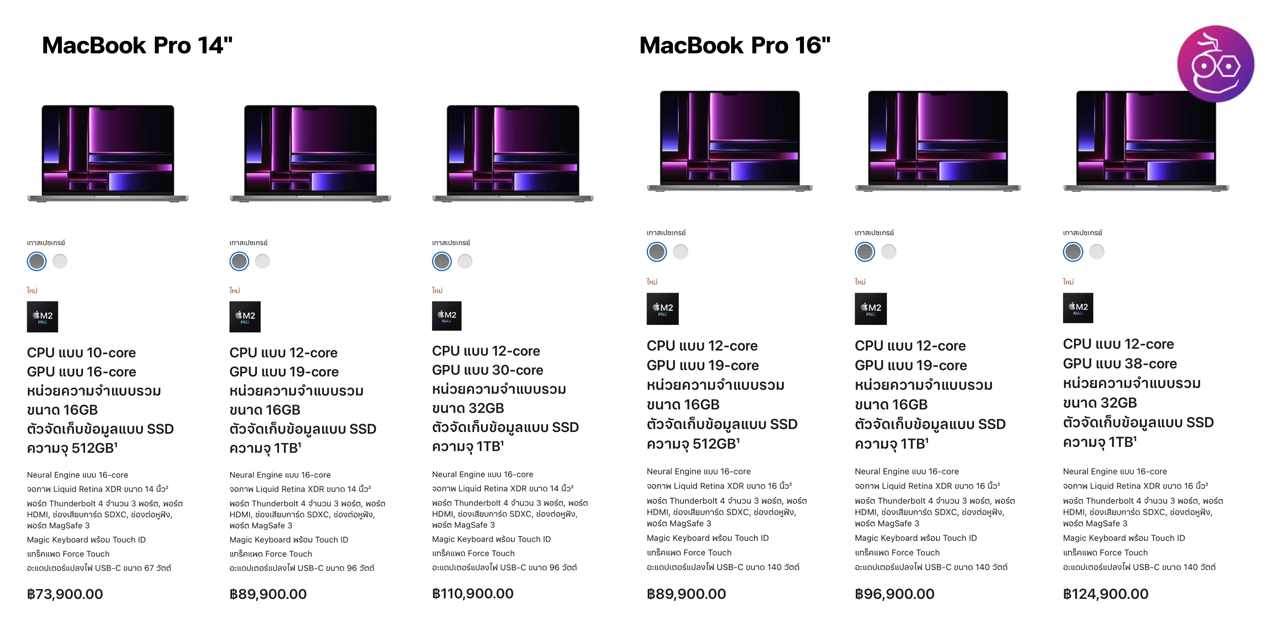 MacBook Pro 14"
เทาสเปซเกรย์
ใหม่
M2
PRO
CPU แบบ 10-core
GPU แบบ 16-core
หน่วยความจำแบบรวม
ขนาด 16GB
ตัวจัดเก็บข้อมูลแบบ SSD
ความจุ 512GB¹
Neural Engine แบบ 16-core
จอภาพ Liquid Retina XDR ขนาด 14 นิ้ว²
พอร์ต Thunderbolt 4 จำนวน 3 พอร์ต, พอร์ต
HDMI, ช่องเสียบการ์ด SDXC, ช่องต่อหูฟัง,
พอร์ต MagSafe 3
Magic Keyboard พร้อม Touch ID
แทร็คแพด Force Touch
อะแดปเตอร์แปลงไฟ USB-C ขนาด 67 วัตต์
฿73,900.00
เทาสเปซเกรย์
ใหม่
M2
PRO
CPU แบบ 12-core
GPU แบบ 19-core
หน่วยความจำแบบรวม
ขนาด 16GB
ตัวจัดเก็บข้อมูลแบบ SSD
ความจุ 1TB¹
Neural Engine แบบ 16-core
จอภาพ Liquid Retina XDR ขนาด 14 นิ้ว²
พอร์ต Thunderbolt 4 จำนวน 3 พอร์ต, พอร์ต
HDMI, ช่องเสียบการ์ด SDXC, ช่องต่อหูฟัง,
พอร์ต MagSafe 3
Magic Keyboard พร้อม Touch ID
แทร็คแพด Force Touch
อะแดปเตอร์แปลงไฟ USB-C ขนาด 96 วัตต์
฿89,900.00
เทาสเปซเกรย์
ใหม่
M2
MAX
CPU แบบ 12-core
GPU แบบ 30-core
หน่วยความจำแบบรวม
ขนาด 32GB
ตัวจัดเก็บข้อมูลแบบ SSD
ความจุ 1TB¹
Neural Engine แบบ 16-core
จอภาพ Liquid Retina XDR ขนาด 14 นิ้ว²
พอร์ต Thunderbolt 4 จำนวน 3 พอร์ต, พอร์ต
HDMI, ช่องเสียบการ์ด SDXC, ช่องต่อหูฟัง,
พอร์ต MagSafe 3
Magic Keyboard พร้อม Touch ID
แทร็คแพด Force Touch
อะแดปเตอร์แปลงไฟ USB-C ขนาด 96 วัตต์
฿110,900.00
MacBook Pro 16"
เทาสเปซเกรย์
ใหม่
M2
PRO
CPU แบบ 12-core
GPU แบบ 19-core
หน่วยความจำแบบรวม
ขนาด 16GB
ตัวจัดเก็บข้อมูลแบบ SSD
ความจุ 512GB¹
Neural Engine แบบ 16-core
จอภาพ Liquid Retina XDR ขนาด 16 นิ้ว²
พอร์ต Thunderbolt 4 จำนวน 3 พอร์ต, พอร์ต
HDMI, ช่องเสียบการ์ด SDXC, ช่องต่อหูฟัง,
พอร์ต MagSafe 3
Magic Keyboard พร้อม Touch ID
แทร็คแพด Force Touch
อะแดปเตอร์แปลงไฟ USB-C ขนาด 140 วัตต์
฿89,900.00
เทาสเปซเกรย์
ใหม่
M2
PRO
CPU แบบ 12-core
GPU แบบ 19-core
หน่วยความจำแบบรวม
ขนาด 16GB
ตัวจัดเก็บข้อมูลแบบ SSD
ความจุ 1TB¹
Neural Engine แบบ 16-core
จอภาพ Liquid Retina XDR ขนาด 16 นิ้ว²
พอร์ต Thunderbolt 4 จำนวน 3 พอร์ต, พอร์ต
HDMI, ช่องเสียบการ์ด SDXC, ช่องต่อหูฟัง,
พอร์ต MagSafe 3
Magic Keyboard พร้อม Touch ID
แทร็คแพด Force Touch
อะแดปเตอร์แปลงไฟ USB-C ขนาด 140 วัตต์
฿96,900.00
เทาสเปซเกรย์
ใหม่
M2
MAX
CPU แบบ 12-core
GPU แบบ 38-core
หน่วยความจำแบบรวม
ขนาด 32GB
ตัวจัดเก็บข้อมูลแบบ SSD
ความจุ 1TB¹
Neural Engine แบบ 16-core
จอภาพ Liquid Retina XDR ขนาด 16 นิ้ว²
พอร์ต Thunderbolt 4 จำนวน 3 พอร์ต, พอร์ต
HDMI, ช่องเสียบการ์ด SDXC, ช่องต่อหูฟัง,
พอร์ต MagSafe 3
Magic Keyboard พร้อม Touch ID
แทร็คแพด Force Touch
อะแดปเตอร์แปลงไฟ USB-C ขนาด 140 วัตต์
฿124,900.00